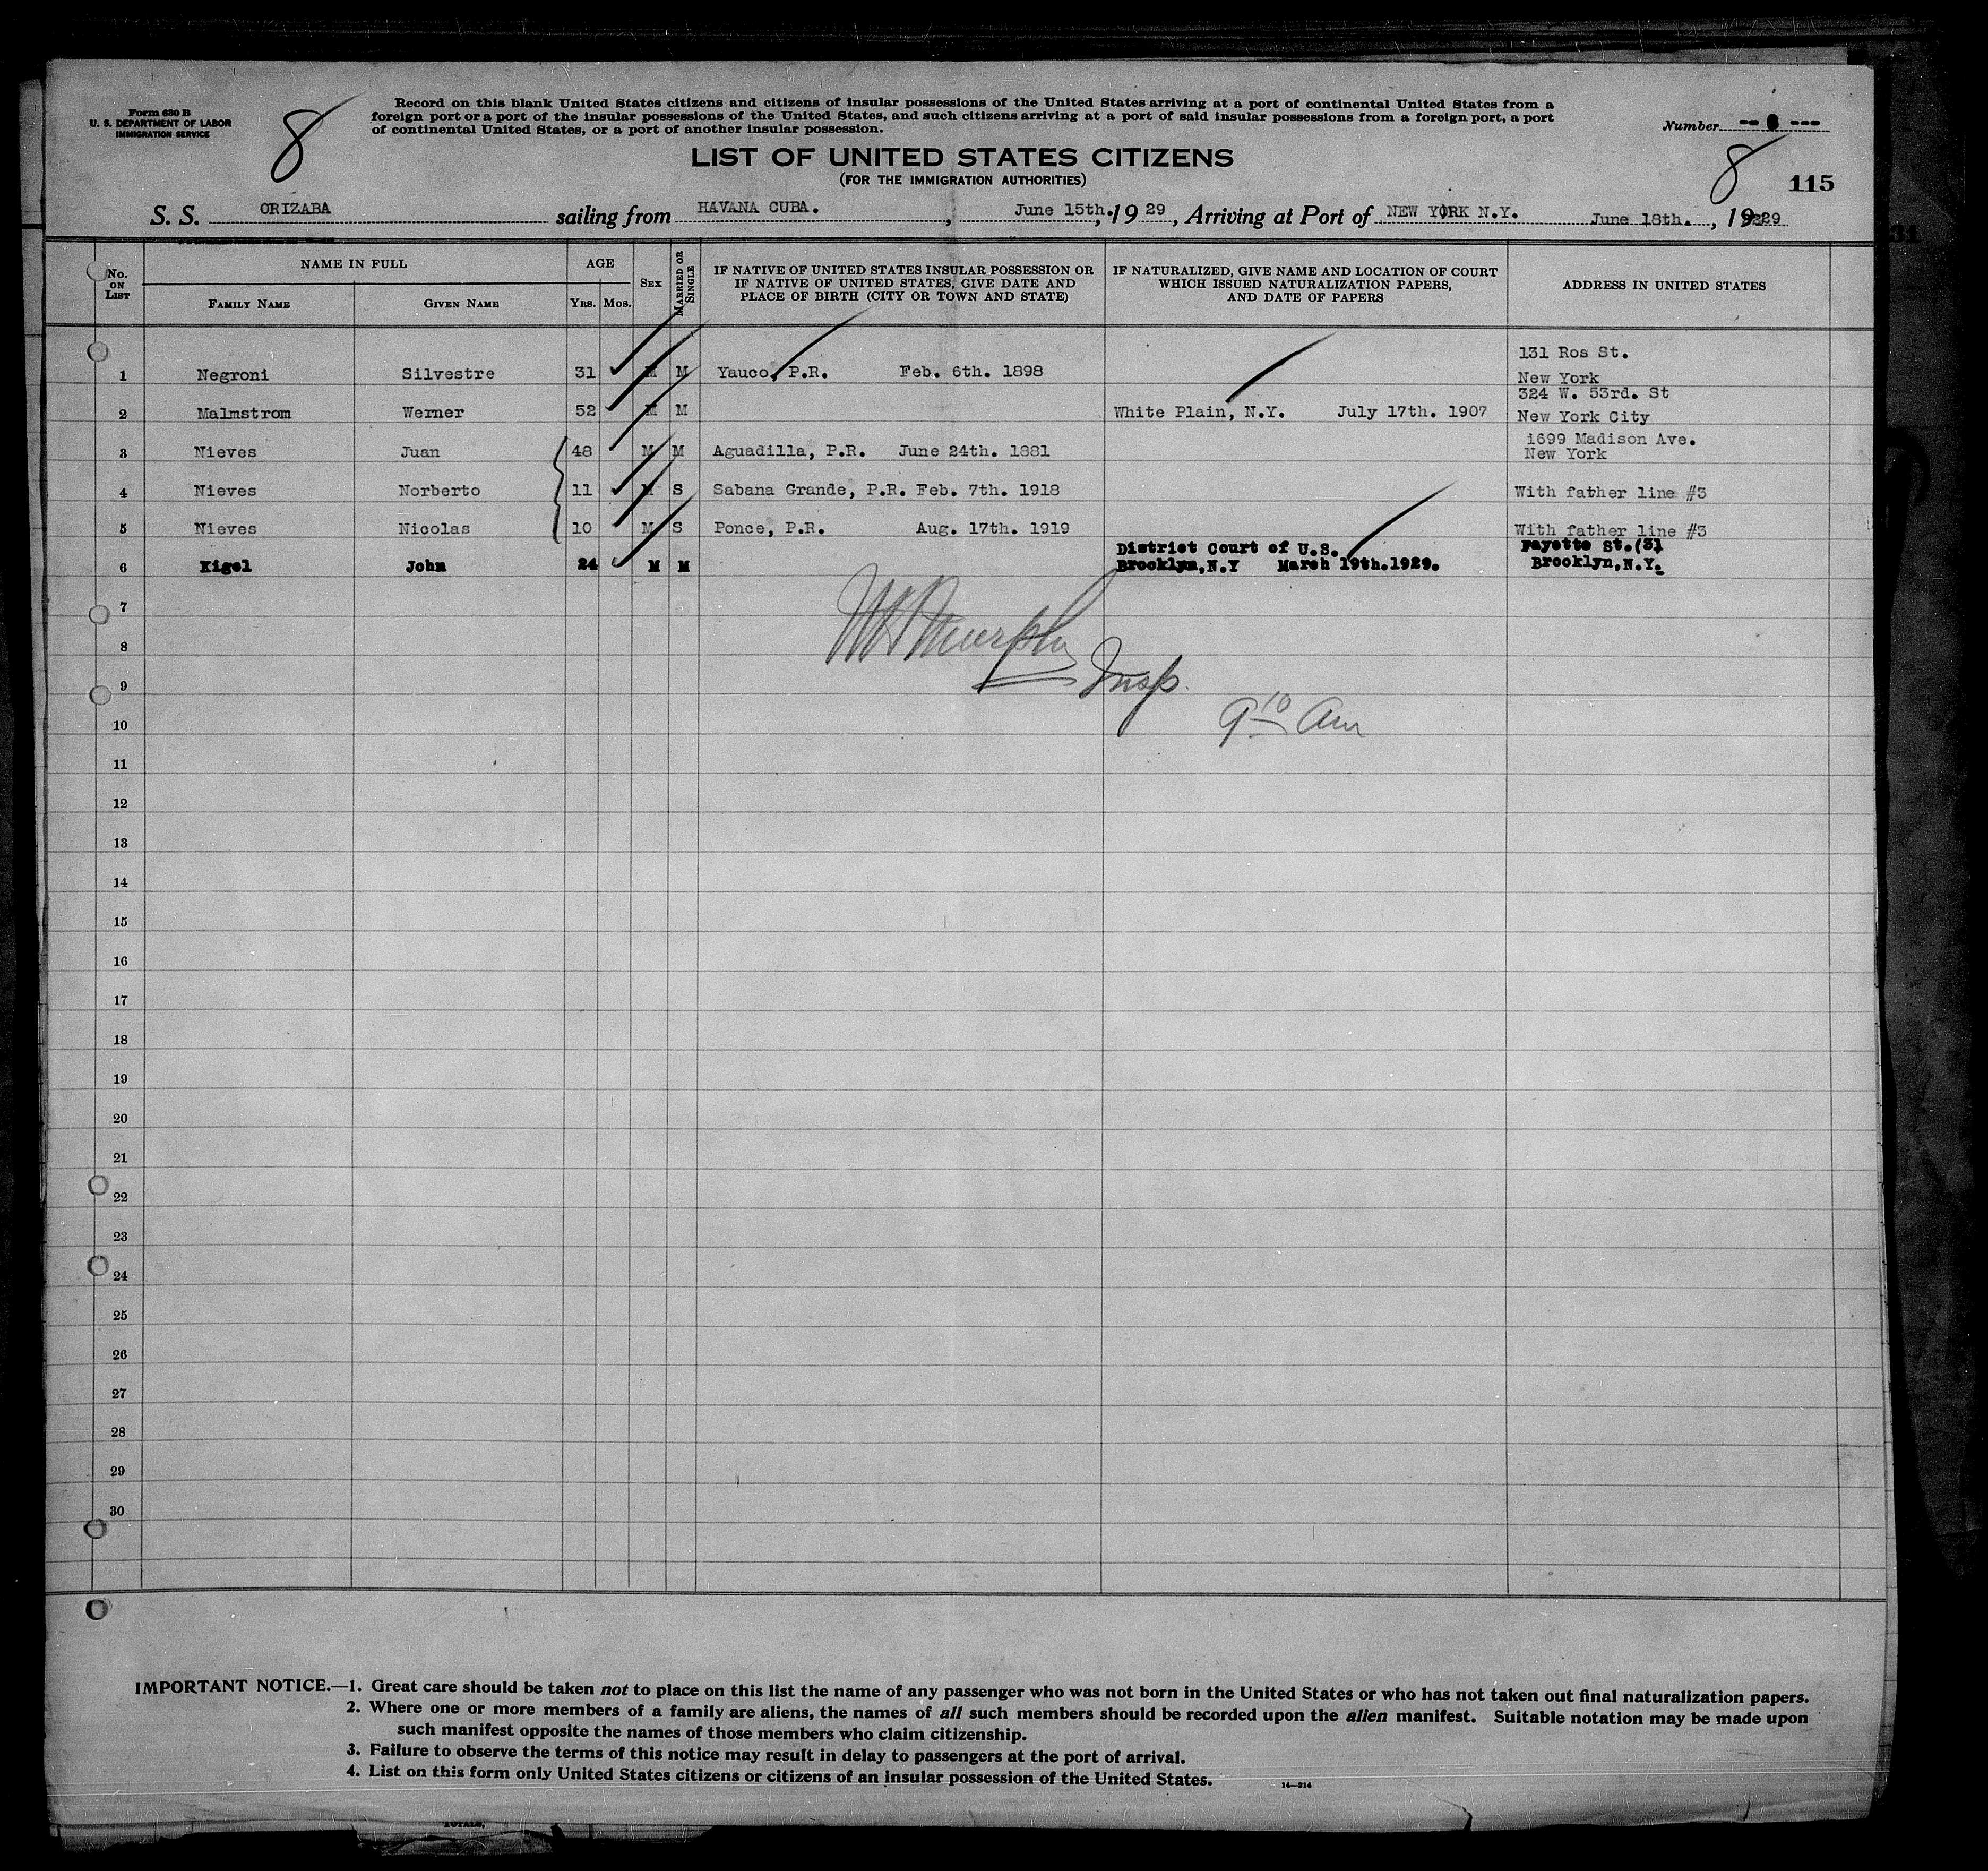 Form 630 B
U. S. DEPARTMENT OF LABOR
IMMIGRATION SERVICE
8
Record on this blank United States citizens and citizens of insular possessions of the United States arriving at a port of continental United States from a
foreign port or a port of the insular possessions of the United States, and such citizens arriving at a port of said insular possessions from a foreign port, a port
of continental United States, or a port of another insular possession.
Number
LIST OF UNITED STATES CITIZENS
(FOR THE IMMIGRATION AUTHORITIES)
8
115
S. S. ORIZABA sailing from HAVANA CUBA. , June 15th. , 19 29 , Arriving at Port of NEW YORK N.Y. June 18th. , 1929
31
No. ON LIST
NAME IN FULL
FAMILY NAME GIVEN NAME
AGE
YRS. MOS.
SEX
MARRIED OR SINGLE
IF NATIVE OF UNITED STATES INSULAR POSSESSION OR
IF NATIVE OF UNITED STATES, GIVE DATE AND
PLACE OF BIRTH (CITY OR TOWN AND STATE)
IF NATURALIZED, GIVE NAME AND LOCATION OF COURT
WHICH ISSUED NATURALIZATION PAPERS,
AND DATE OF PAPERS
ADDRESS IN UNITED STATES
131 Ros St.
1 Negroni Silvestre 31 M M Yauco, P.R. Feb. 6th. 1898 New York
324 W. 53rd. St
2 Malmstrom Werner 52 M M White Plain, N.Y. July 17th. 1907 New York City
1699 Madison Ave.
3 Nieves Juan 48 M M Aguadilla, P.R. June 24th. 1881 New York
4 Nieves Norberto 11 M S Sabana Grande, P.R. Feb. 7th. 1918 With father line #3
5 Nieves Nicolas 10 M S Ponce, P.R. Aug. 17th. 1919 With father line #3
District Court of U.S. Fayette St.(3)
6 Kigel John 24 M M Brooklyn,N.Y March 19th.1929. Brooklyn,N.Y.
7
Murphy
8
Insp.
9
9 10 Am
10
11
12
13
14
15
16
17
18
19
20
21
22
23
24
25
26
27
28
29
30
IMPORTANT NOTICE.—1. Great care should be taken not to place on this list the name of any passenger who was not born in the United States or who has not taken out final naturalization papers.
2. Where one or more members of a family are aliens, the names of all such members should be recorded upon the alien manifest. Suitable notation may be made upon
such manifest opposite the names of those members who claim citizenship.
3. Failure to observe the terms of this notice may result in delay to passengers at the port of arrival.
4. List on this form only United States citizens or citizens of an insular possession of the United States.
14—214
TOTALS,